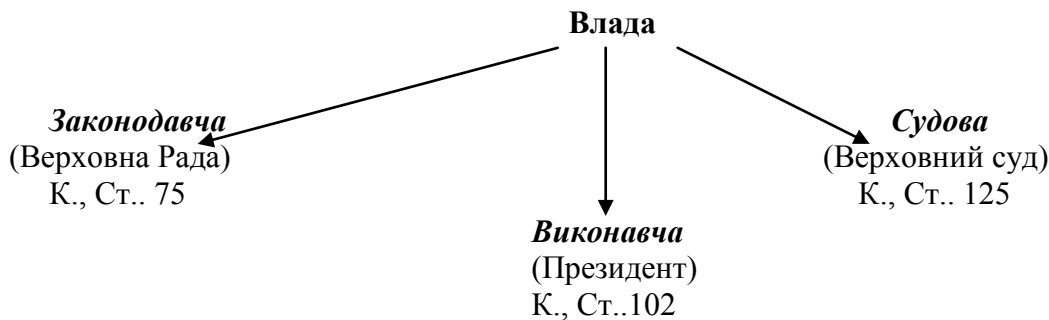 Влада
Законодавча
(Верховна Рада)
К., Ст.. 75
Судова
(Верховний суд)
К., Ст.. 125
Виконавча
(Президент)
К., Ст..102